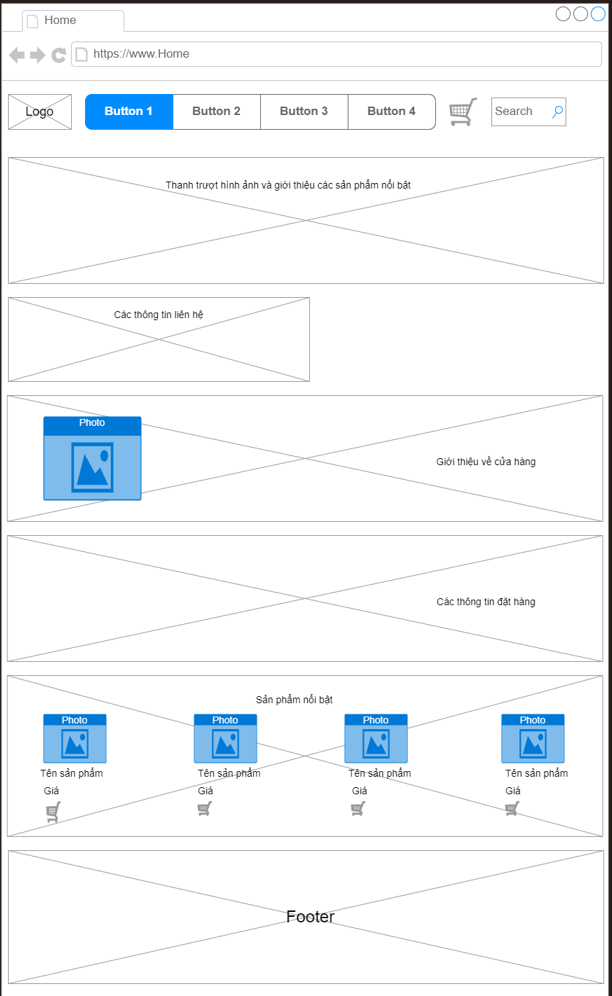 Home
https://www.Home
Logo
Button 1
Button 2
Button 3
Button 4
Search
Thanh trượt hình ảnh và giới thiệu các sản phẩm nổi bật
Các thông tin liên hệ
Photo
Giới thiệu về cửa hàng
Các thông tin đặt hàng
Sản phẩm nổi bật
Photo
Photo
Photo
Photo
Tên sản phẩm
Tên sản phẩm
Tên sản phẩm
Tên sản phẩm
Giá
Giá
Giá
Giá
Footer